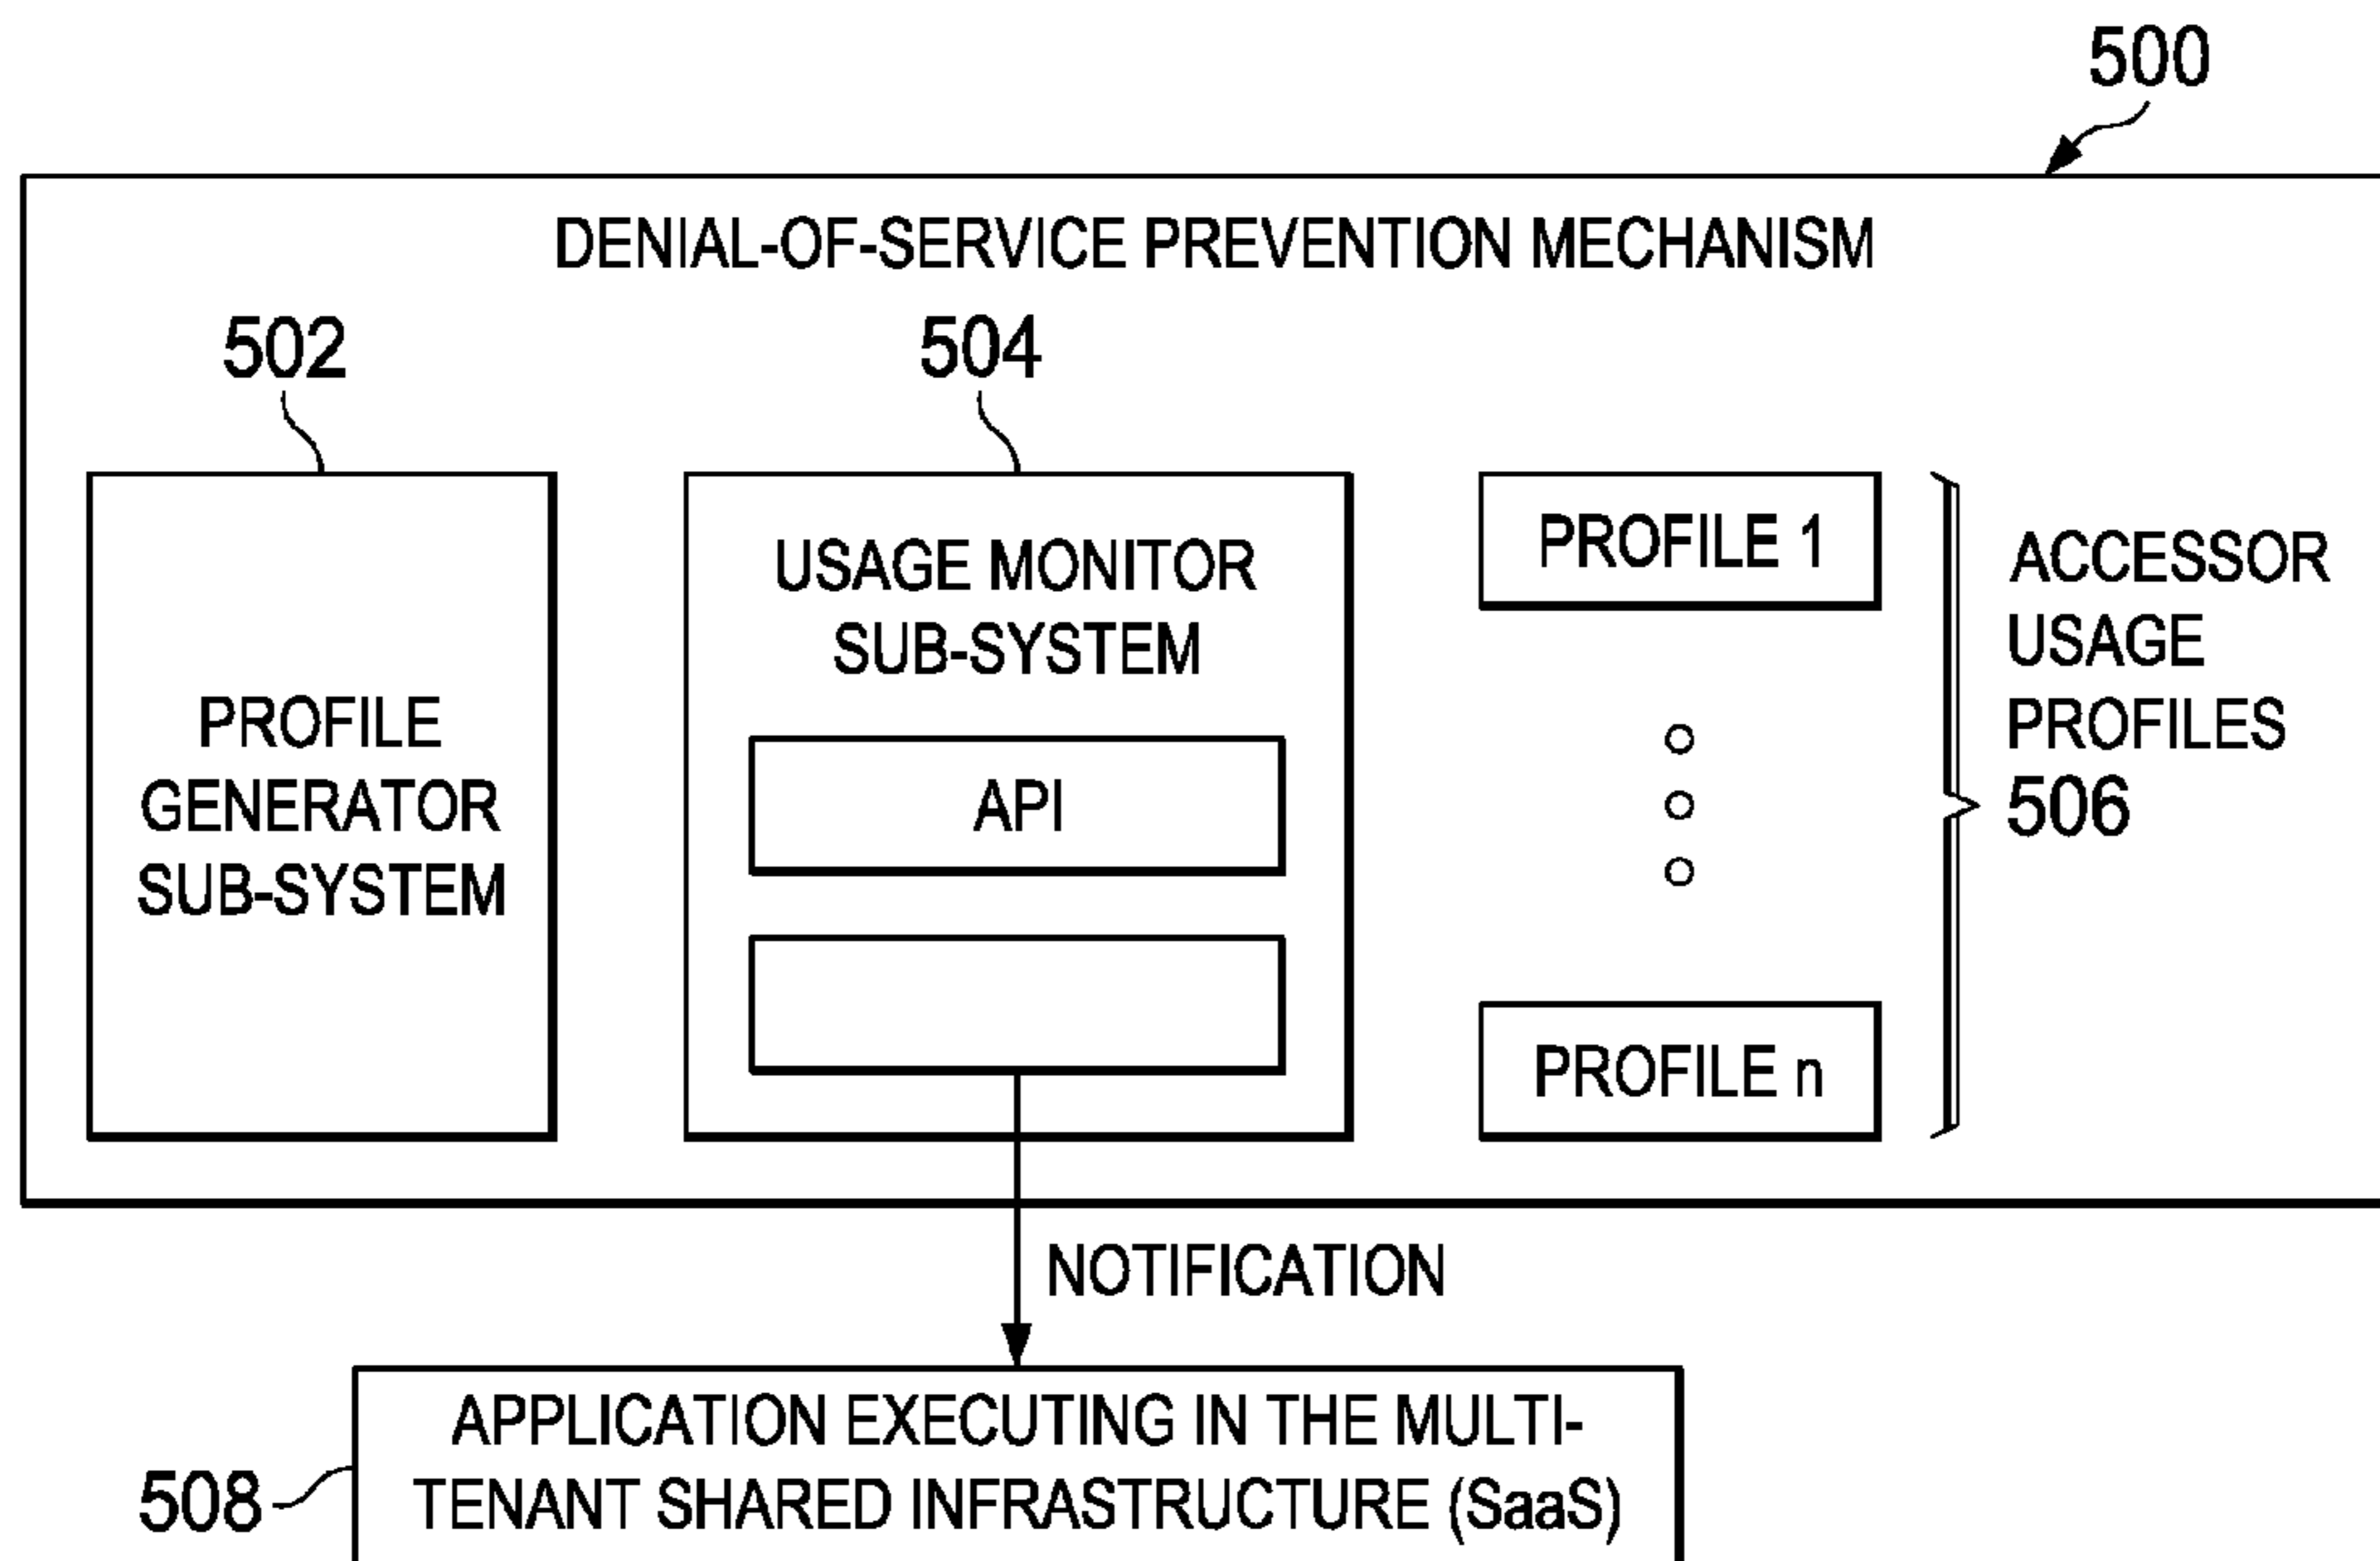 500
DENIAL-OF-SERVICE PREVENTION MECHANISM
502
504
PROFILE
GENERATOR
SUB-SYSTEM
USAGE MONITOR
SUB-SYSTEM
API
PROFILE 1
PROFILE n
ACCESSOR
USAGE
PROFILES
506
NOTIFICATION
508
APPLICATION EXECUTING IN THE MULTI-
TENANT SHARED INFRASTRUCTURE (SaaS)